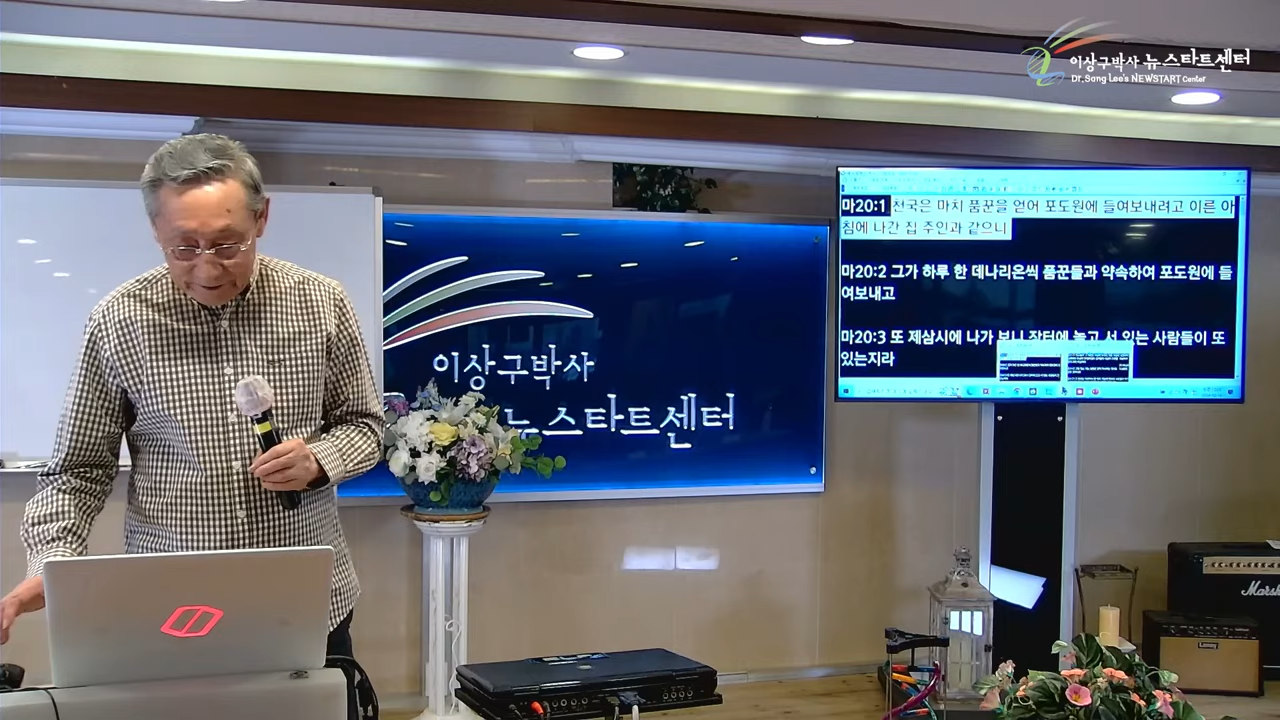 이상구박사 뉴스타트센터
Dr.Sang Lee's NEWSTART Center
마20:1 천국은 마치 품꾼을 얻어 포도원에 들여보내려고 이른 아
침에 나간 집 주인과 같으니
마20:2 그가 하루 한 데나리온씩 품꾼들과 약속하여 포도원에 들
여보내고
마20:3 또 제삼시에 나가 보니 장터에 놀고 서 있는 사람들이 또
있는지라
이상구박사
뉴스타트센터
Laney